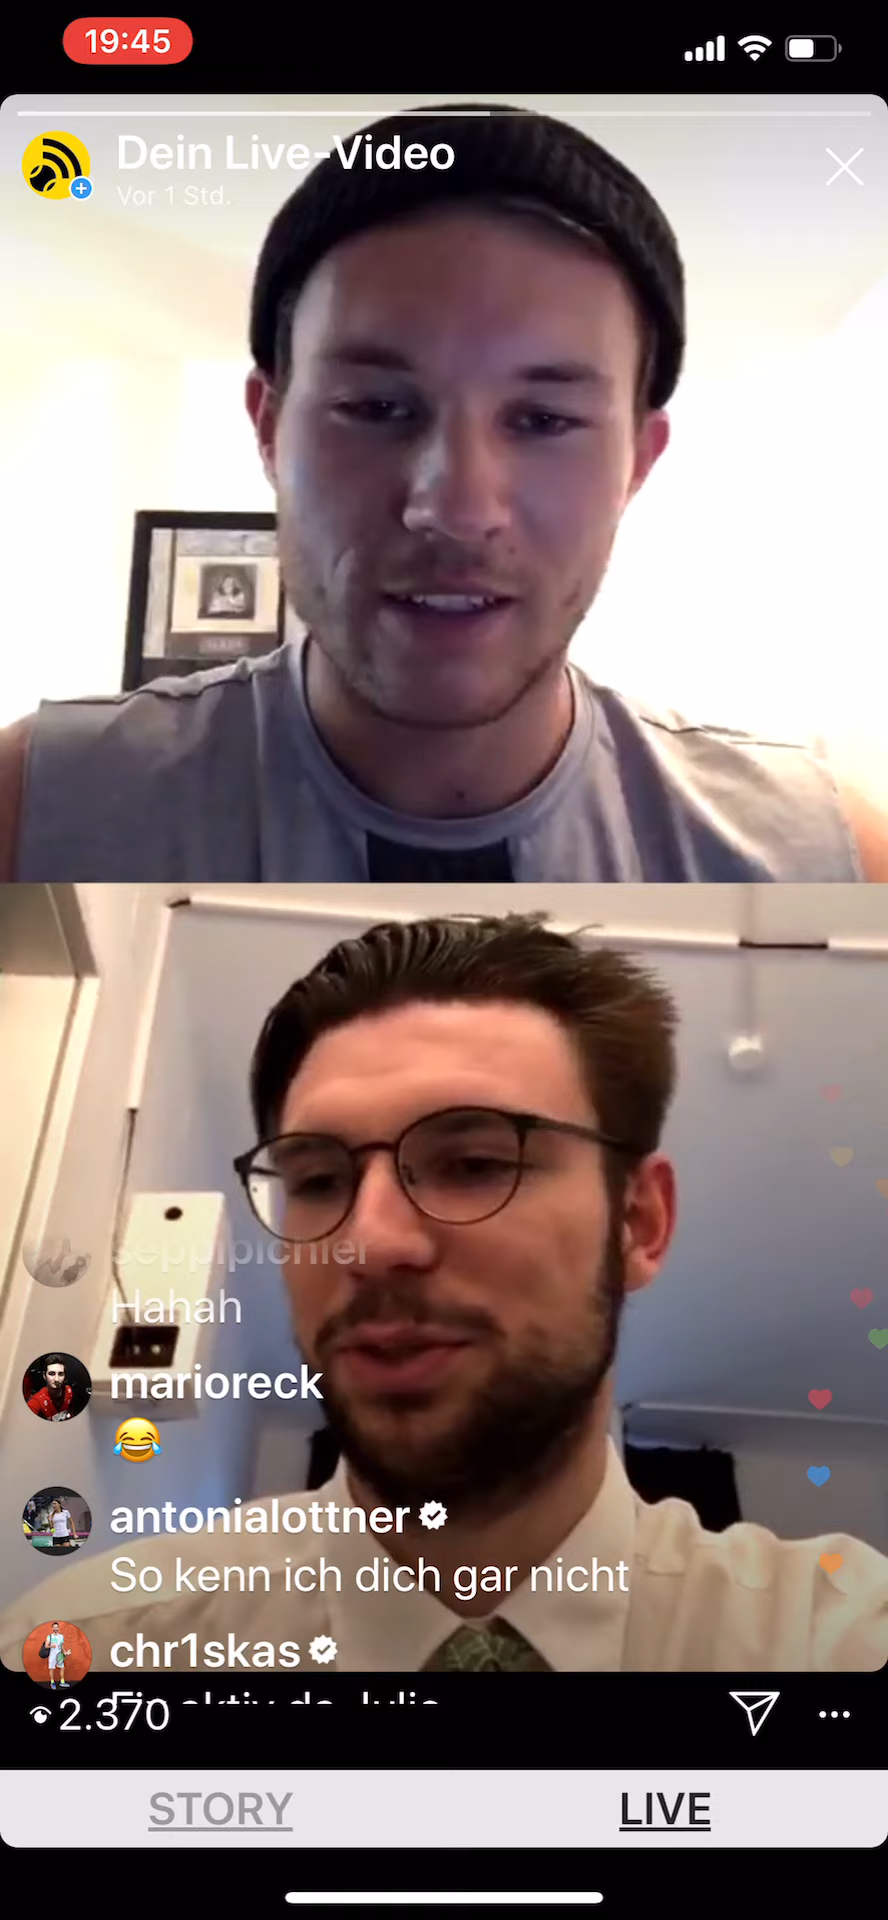 19:45
Dein Live-Video
Vor 1 Std.
seppipichler
Hahah
marioreck
😂
antonialottner
So kenn ich dich gar nicht
chr1skas
2.370
STORY
LIVE